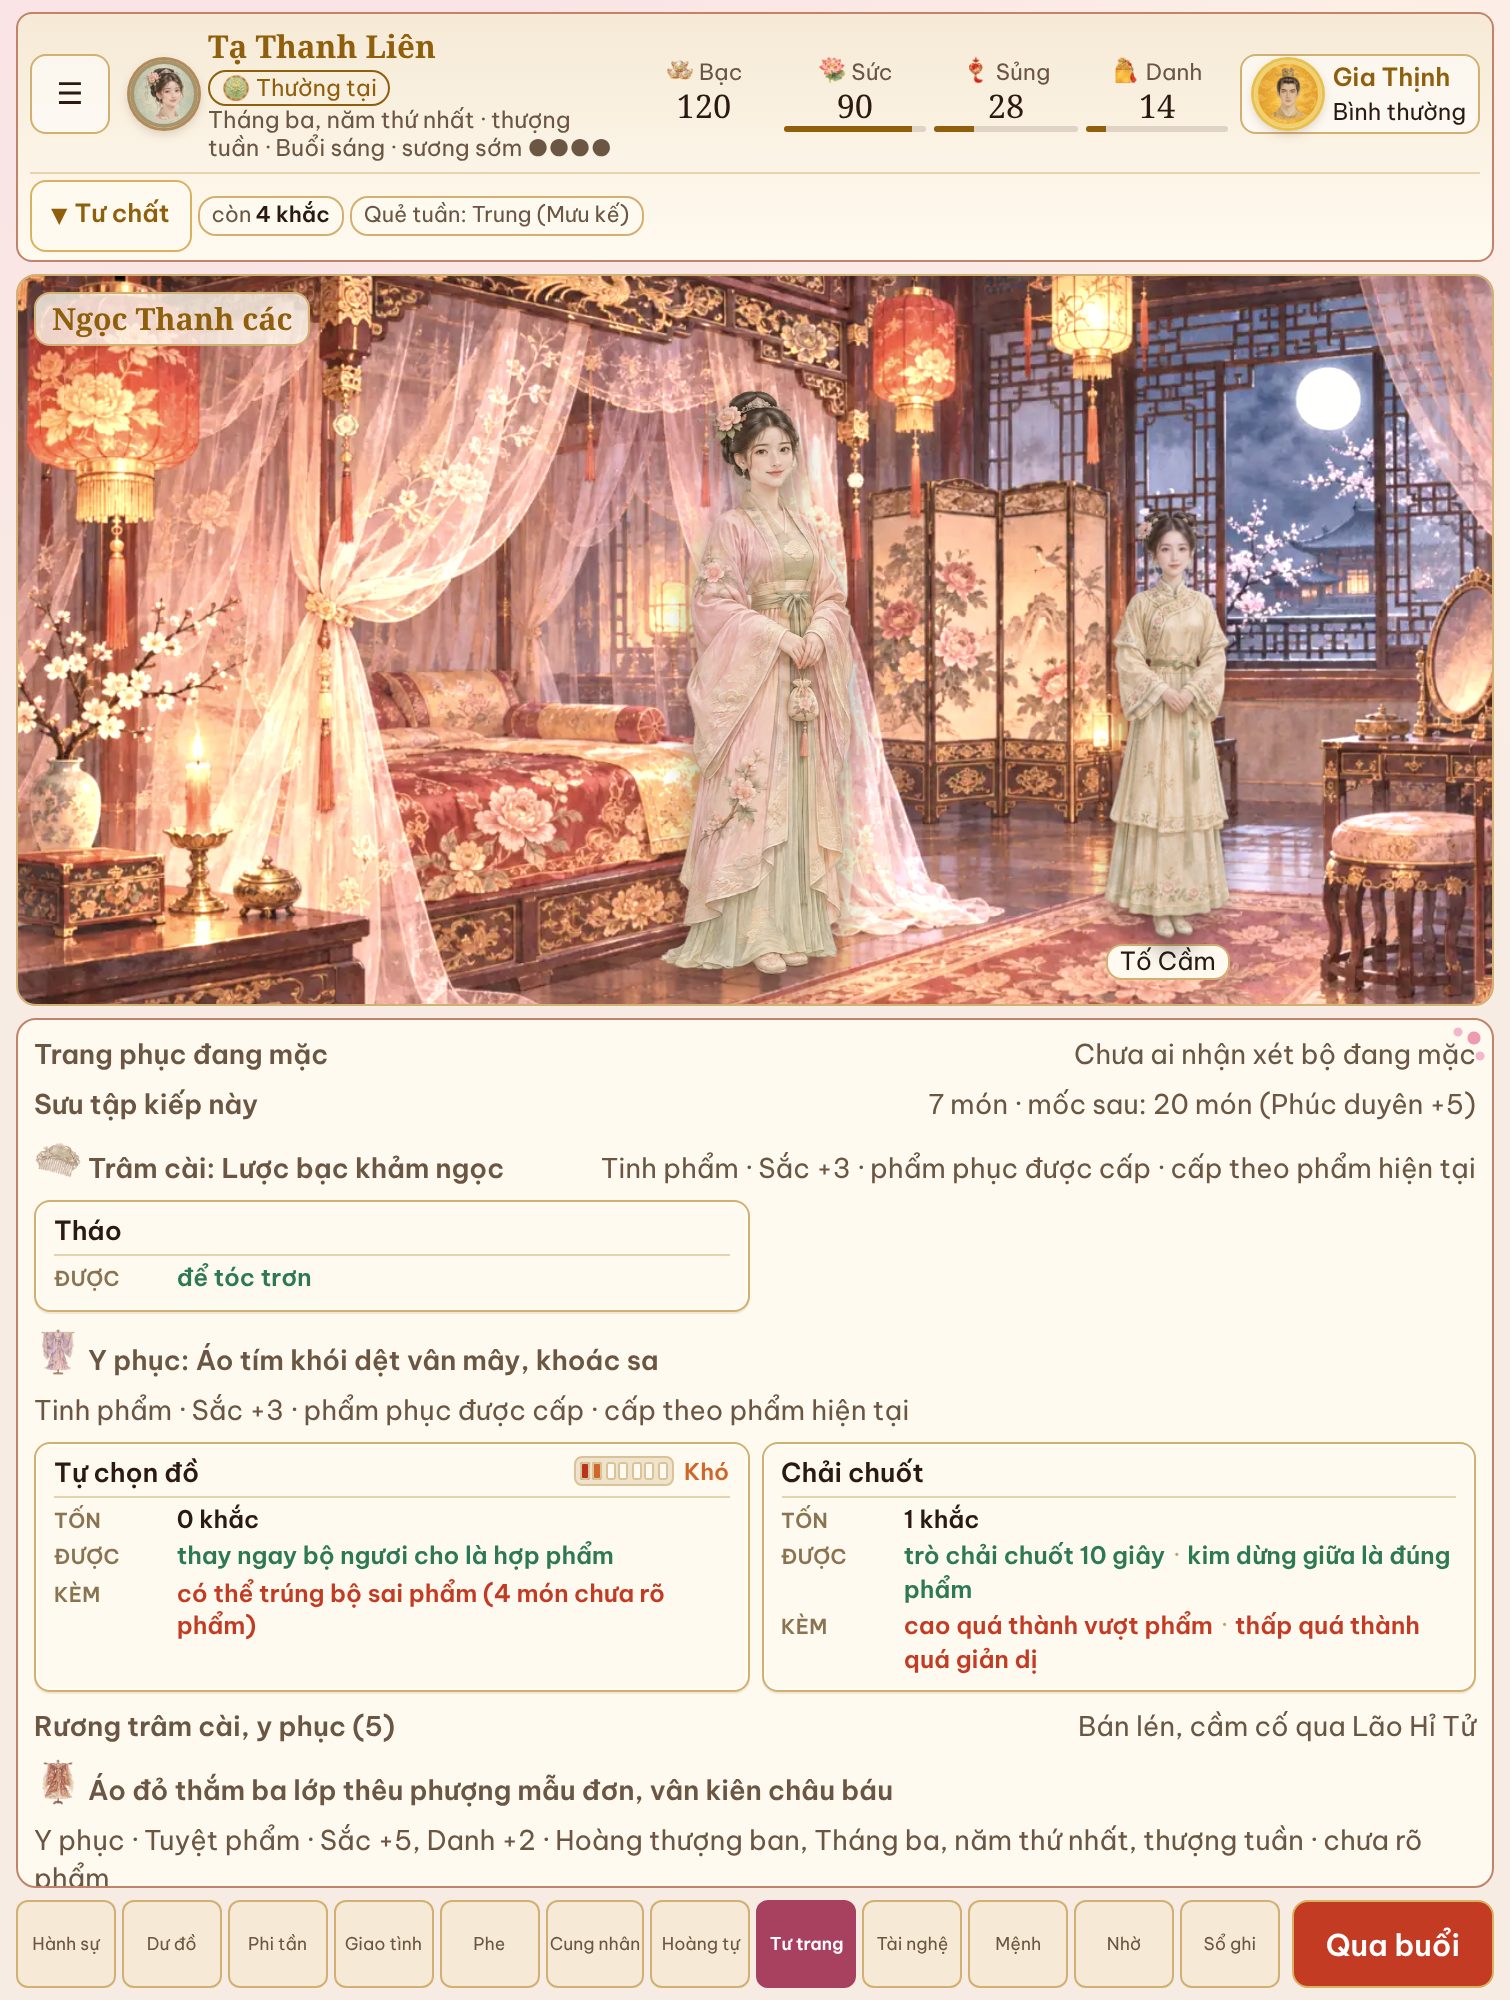 ☰
Tạ Thanh Liên
Thường tại
Tháng ba, năm thứ nhất · thượng
tuần · Buổi sáng · sương sớm ●●●●
Bạc
120
Sức
90
Sủng
28
Danh
14
Gia Thịnh
Bình thường
▼ Tư chất
còn 4 khắc
Quẻ tuần: Trung (Mưu kế)
Ngọc Thanh các
Tố Cầm
Trang phục đang mặc
Chưa ai nhận xét bộ đang mặc
Sưu tập kiếp này
7 món · mốc sau: 20 món (Phúc duyên +5)
Trâm cài: Lược bạc khảm ngọc
Tinh phẩm · Sắc +3 · phẩm phục được cấp · cấp theo phẩm hiện tại
Tháo
ĐƯỢC để tóc trơn
Y phục: Áo tím khói dệt vân mây, khoác sa
Tinh phẩm · Sắc +3 · phẩm phục được cấp · cấp theo phẩm hiện tại
Tự chọn đồ
Khó
TỐN 0 khắc
ĐƯỢC thay ngay bộ ngươi cho là hợp phẩm
KÈM có thể trúng bộ sai phẩm (4 món chưa rõ
phẩm)
Chải chuốt
TỐN 1 khắc
ĐƯỢC trò chải chuốt 10 giây · kim dừng giữa là đúng
phẩm
KÈM cao quá thành vượt phẩm · thấp quá thành
quá giản dị
Rương trâm cài, y phục (5)
Bán lén, cầm cố qua Lão Hỉ Tử
Áo đỏ thắm ba lớp thêu phượng mẫu đơn, vân kiên châu báu
Y phục · Tuyệt phẩm · Sắc +5, Danh +2 · Hoàng thượng ban, Tháng ba, năm thứ nhất, thượng tuần · chưa rõ
phẩm
Hành sự
Dư đồ
Phi tần
Giao tình
Phe
Cung nhân
Hoàng tự
Tư trang
Tài nghệ
Mệnh
Nhờ
Sổ ghi
Qua buổi